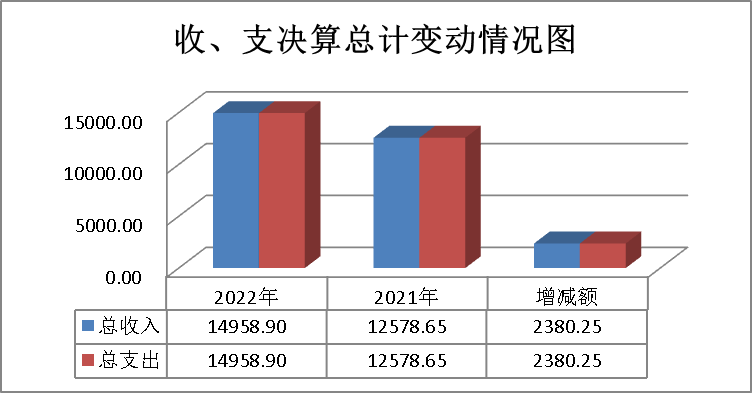 收、支决算总计变动情况图
15000.00
10000.00
5000.00
0.00
2022年 2021年 增减额
总收入 14958.90 12578.65 2380.25
总支出 14958.90 12578.65 2380.25